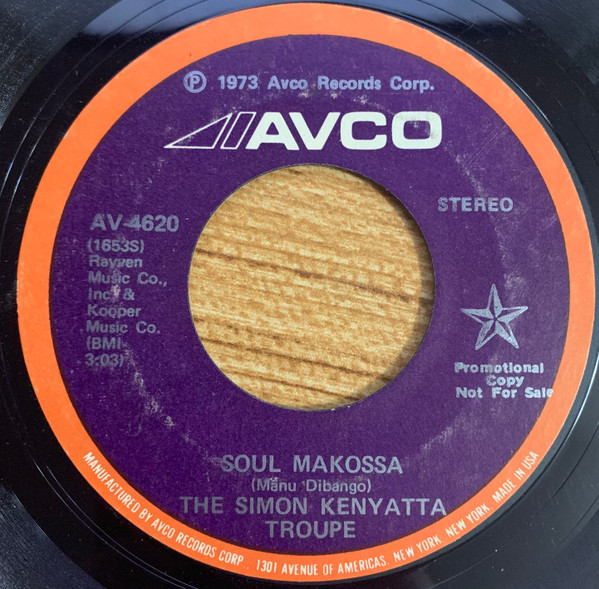 ℗ 1973 Avco Records Corp.
AVCO
STEREO
AV-4620
(1653S)
Rayven
Music Co.,
Inc. &
Kooper
Music Co.
(BMI-
3:03)
Promotional
Copy
Not For Sale
SOUL MAKOSSA
(Manu Dibango)
THE SIMON KENYATTA
TROUPE
MANUFACTURED BY AVCO RECORDS CORP., 1301 AVENUE OF AMERICAS, NEW YORK, NEW YORK MADE IN USA